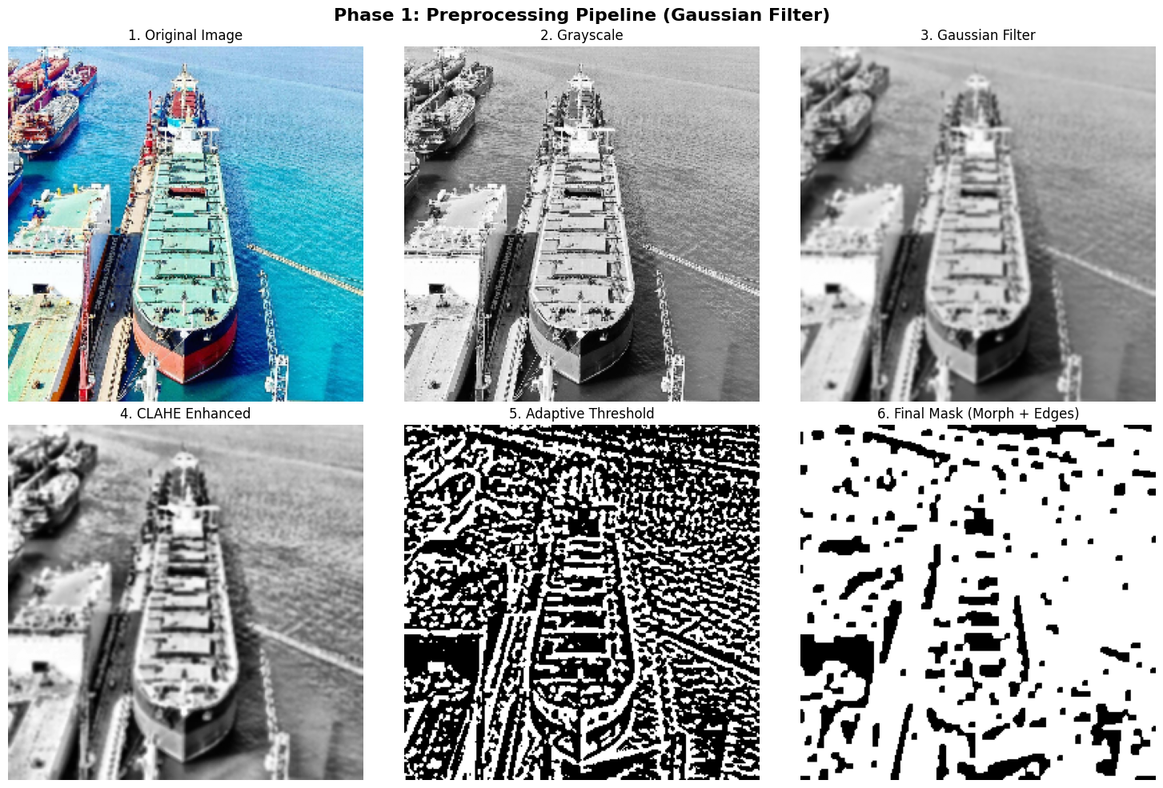 Phase 1: Preprocessing Pipeline (Gaussian Filter)
1. Original Image
2. Grayscale
3. Gaussian Filter
4. CLAHE Enhanced
5. Adaptive Threshold
6. Final Mask (Morph + Edges)